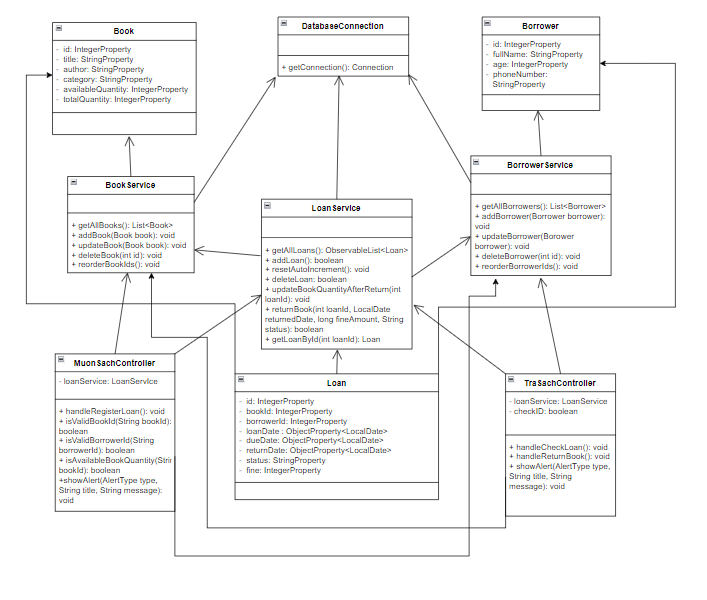 Book
- id: IntegerProperty
- title: StringProperty
- author: StringProperty
- category: StringProperty
- availableQuantity: IntegerProperty
- totalQuantity: IntegerProperty
DatabaseConnection
+ getConnection(): Connection
Borrower
- id: IntegerProperty
- fullName: StringProperty
- age: IntegerProperty
- phoneNumber:
StringProperty
BookService
+ getAllBooks(): List<Book>
+ addBook(Book book): void
+ updateBook(Book book): void
+ deleteBook(int id): void
+ reorderBookIds(): void
LoanService
+ getAllLoans(): ObservableList<Loan>
+ addLoan(): boolean
+ resetAutoIncrement(): void
+ deleteLoan: boolean
+ updateBookQuantityAfterReturn(int
loanId): void
+ returnBook(int loanId, LocalDate
returnedDate, long fineAmount, String
status): boolean
+ getLoanById(int loanId): Loan
BorrowerService
+ getAllBorrowers(): List<Borrower>
+ addBorrower(Borrower borrower):
void
+ updateBorrower(Borower
borrower): void
+ deleteBorrower(int id): void
+ reorderBorrowerIds(): void
MuonSachController
- loanService: LoanService
+ handleRegisterLoan(): void
+ isValidBookId(String bookId):
boolean
+ isValidBorrowerId(String
borrowerId): boolean
+ isAvailableBookQuantity(Stri
bookId): boolean
+showAlert(AlertType type,
String title, String message):
void
Loan
- id: IntegerProperty
- bookId: IntegerProperty
- borrowerId: IntegerProperty
- loanDate : ObjectProperty<LocalDate>
- dueDate: ObjectProperty<LocalDate>
- returnDate: ObjectProperty<LocalDate>
- status: StringProperty
- fine: IntegerProperty
TraSachController
- loanService: LoanService
- checkID: boolean
+ handleCheckLoan(): void
+ handleReturnBook(): void
+ showAlert(AlertType type,
String title, String
message): void